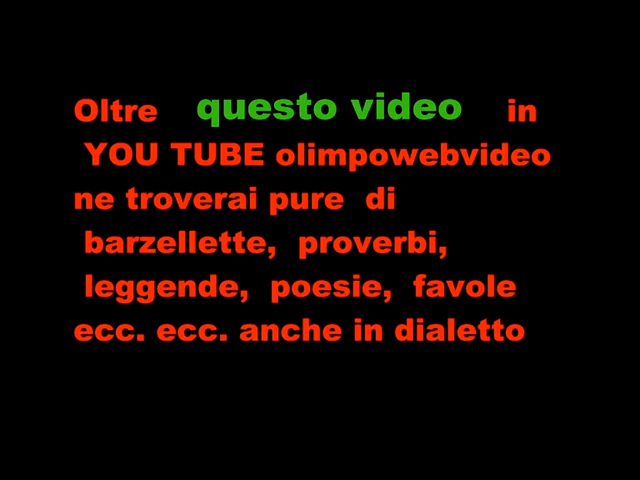 Oltre questo video in
YOU TUBE olimpowebvideo
ne troverai pure di
barzellette, proverbi,
leggende, poesie, favole
ecc. ecc. anche in dialetto